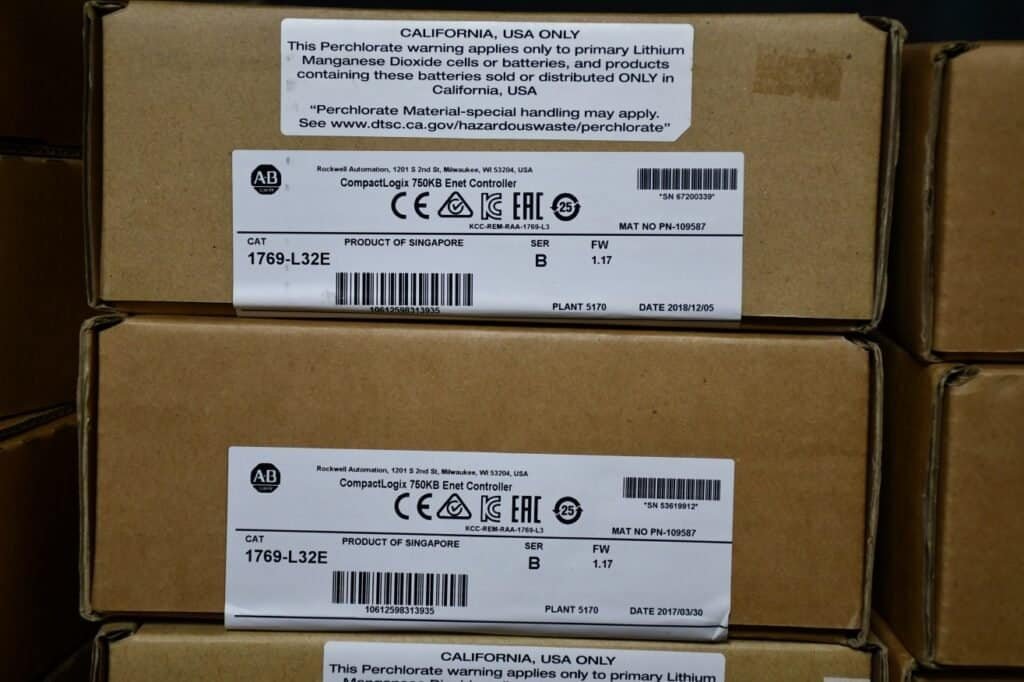 CALIFORNIA, USA ONLY
This Perchlorate warning applies only to primary Lithium
Manganese Dioxide cells or batteries, and products
containing these batteries sold or distributed ONLY in
California, USA
"Perchlorate Material-special handling may apply.
See www.dtsc.ca.gov/hazardouswaste/perchlorate"
AB
Rockwell Automation, 1201 S 2nd St, Milwaukee, WI 53204, USA
CompactLogix 750KB Enet Controller
*SN 67200339*
CE EAC 25
KCC-REM-RAA-1769-L3
MAT NO PN-109587
CAT PRODUCT OF SINGAPORE SER FW
1769-L32E B 1.17
10612598313935
PLANT 5170 DATE 2018/12/05
AB
Rockwell Automation, 1201 S 2nd St, Milwaukee, WI 53204, USA
CompactLogix 750KB Enet Controller
*SN 53619912*
CE EAC 25
KCC-REM-RAA-1769-L3
MAT NO PN-109587
CAT PRODUCT OF SINGAPORE SER FW
1769-L32E B 1.17
10612598313935
PLANT 5170 DATE 2017/03/30
CALIFORNIA, USA ONLY
This Perchlorate warning applies only to primary Lithium